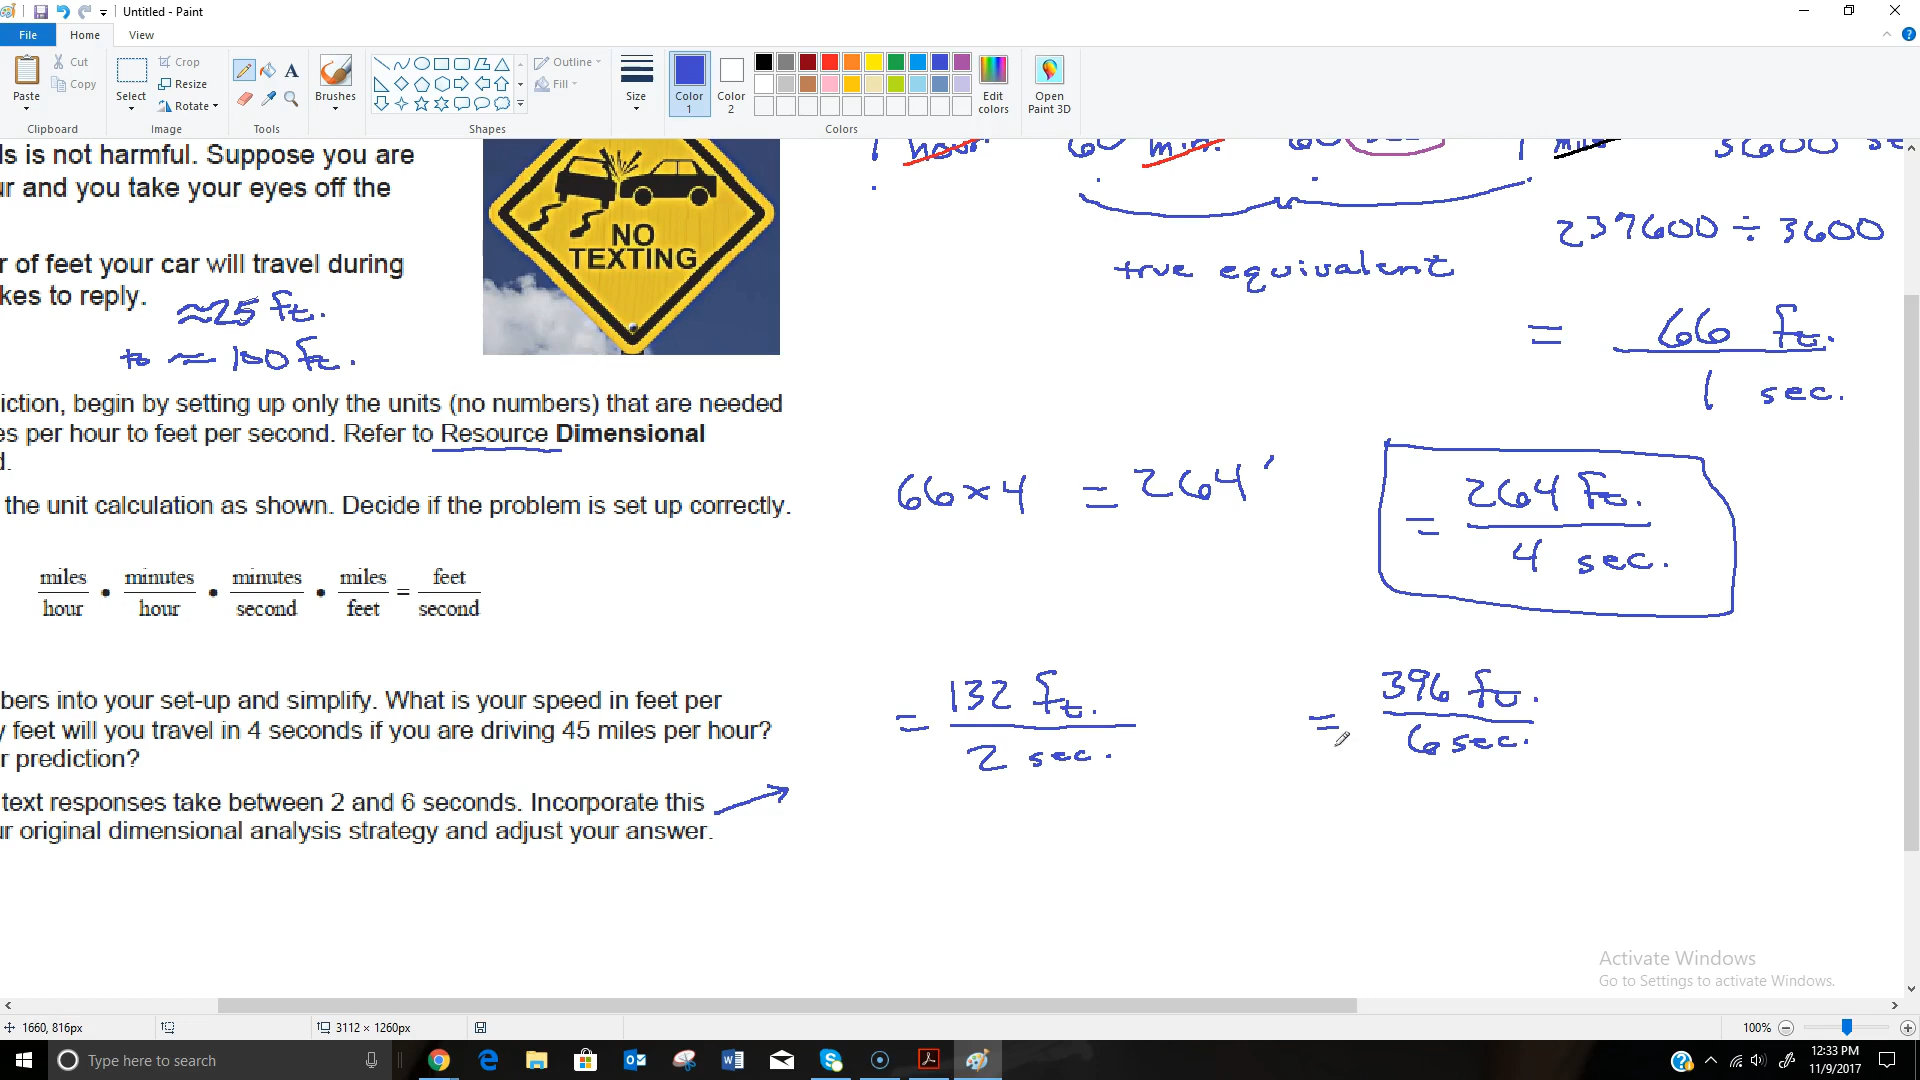 Untitled - Paint
File Home View
Paste Cut Copy Clipboard
Select Crop Resize Rotate Image
Tools
Brushes
Shapes Outline Fill
Size
Color 1 Color 2 Edit colors Colors
Open Paint 3D
ls is not harmful. Suppose you are
ur and you take your eyes off the
r of feet your car will travel during
kes to reply.
≈25 ft.
to ≈ 100 ft.
NO
TEXTING
iction, begin by setting up only the units (no numbers) that are needed
es per hour to feet per second. Refer to Resource Dimensional
d.
the unit calculation as shown. Decide if the problem is set up correctly.
miles/hour • minutes/hour • minutes/second • miles/feet = feet/second
bers into your set-up and simplify. What is your speed in feet per
y feet will you travel in 4 seconds if you are driving 45 miles per hour?
r prediction?
text responses take between 2 and 6 seconds. Incorporate this
ur original dimensional analysis strategy and adjust your answer.
1 hour 60 min. 60 1 3600
237600 ÷ 3600
true equivalent
= 66 ft. / 1 sec.
66 × 4 = 264'
= 264 ft. / 4 sec.
= 132 ft. / 2 sec.
= 396 ft. / 6 sec.
Activate Windows
Go to Settings to activate Windows.
1660, 816px
3112 × 1260px
100%
Type here to search
12:33 PM
11/9/2017